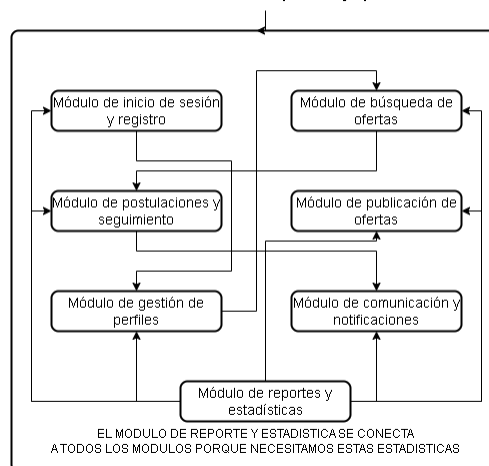 Módulo de inicio de sesión
y registro
Módulo de búsqueda de
ofertas
Módulo de postulaciones y
seguimiento
Módulo de publicación de
ofertas
Módulo de gestión de
perfiles
Módulo de comunicación y
notificaciones
Módulo de reportes y
estadísticas
EL MODULO DE REPORTE Y ESTADISTICA SE CONECTA
A TODOS LOS MODULOS PORQUE NECESITAMOS ESTAS ESTADISTICAS